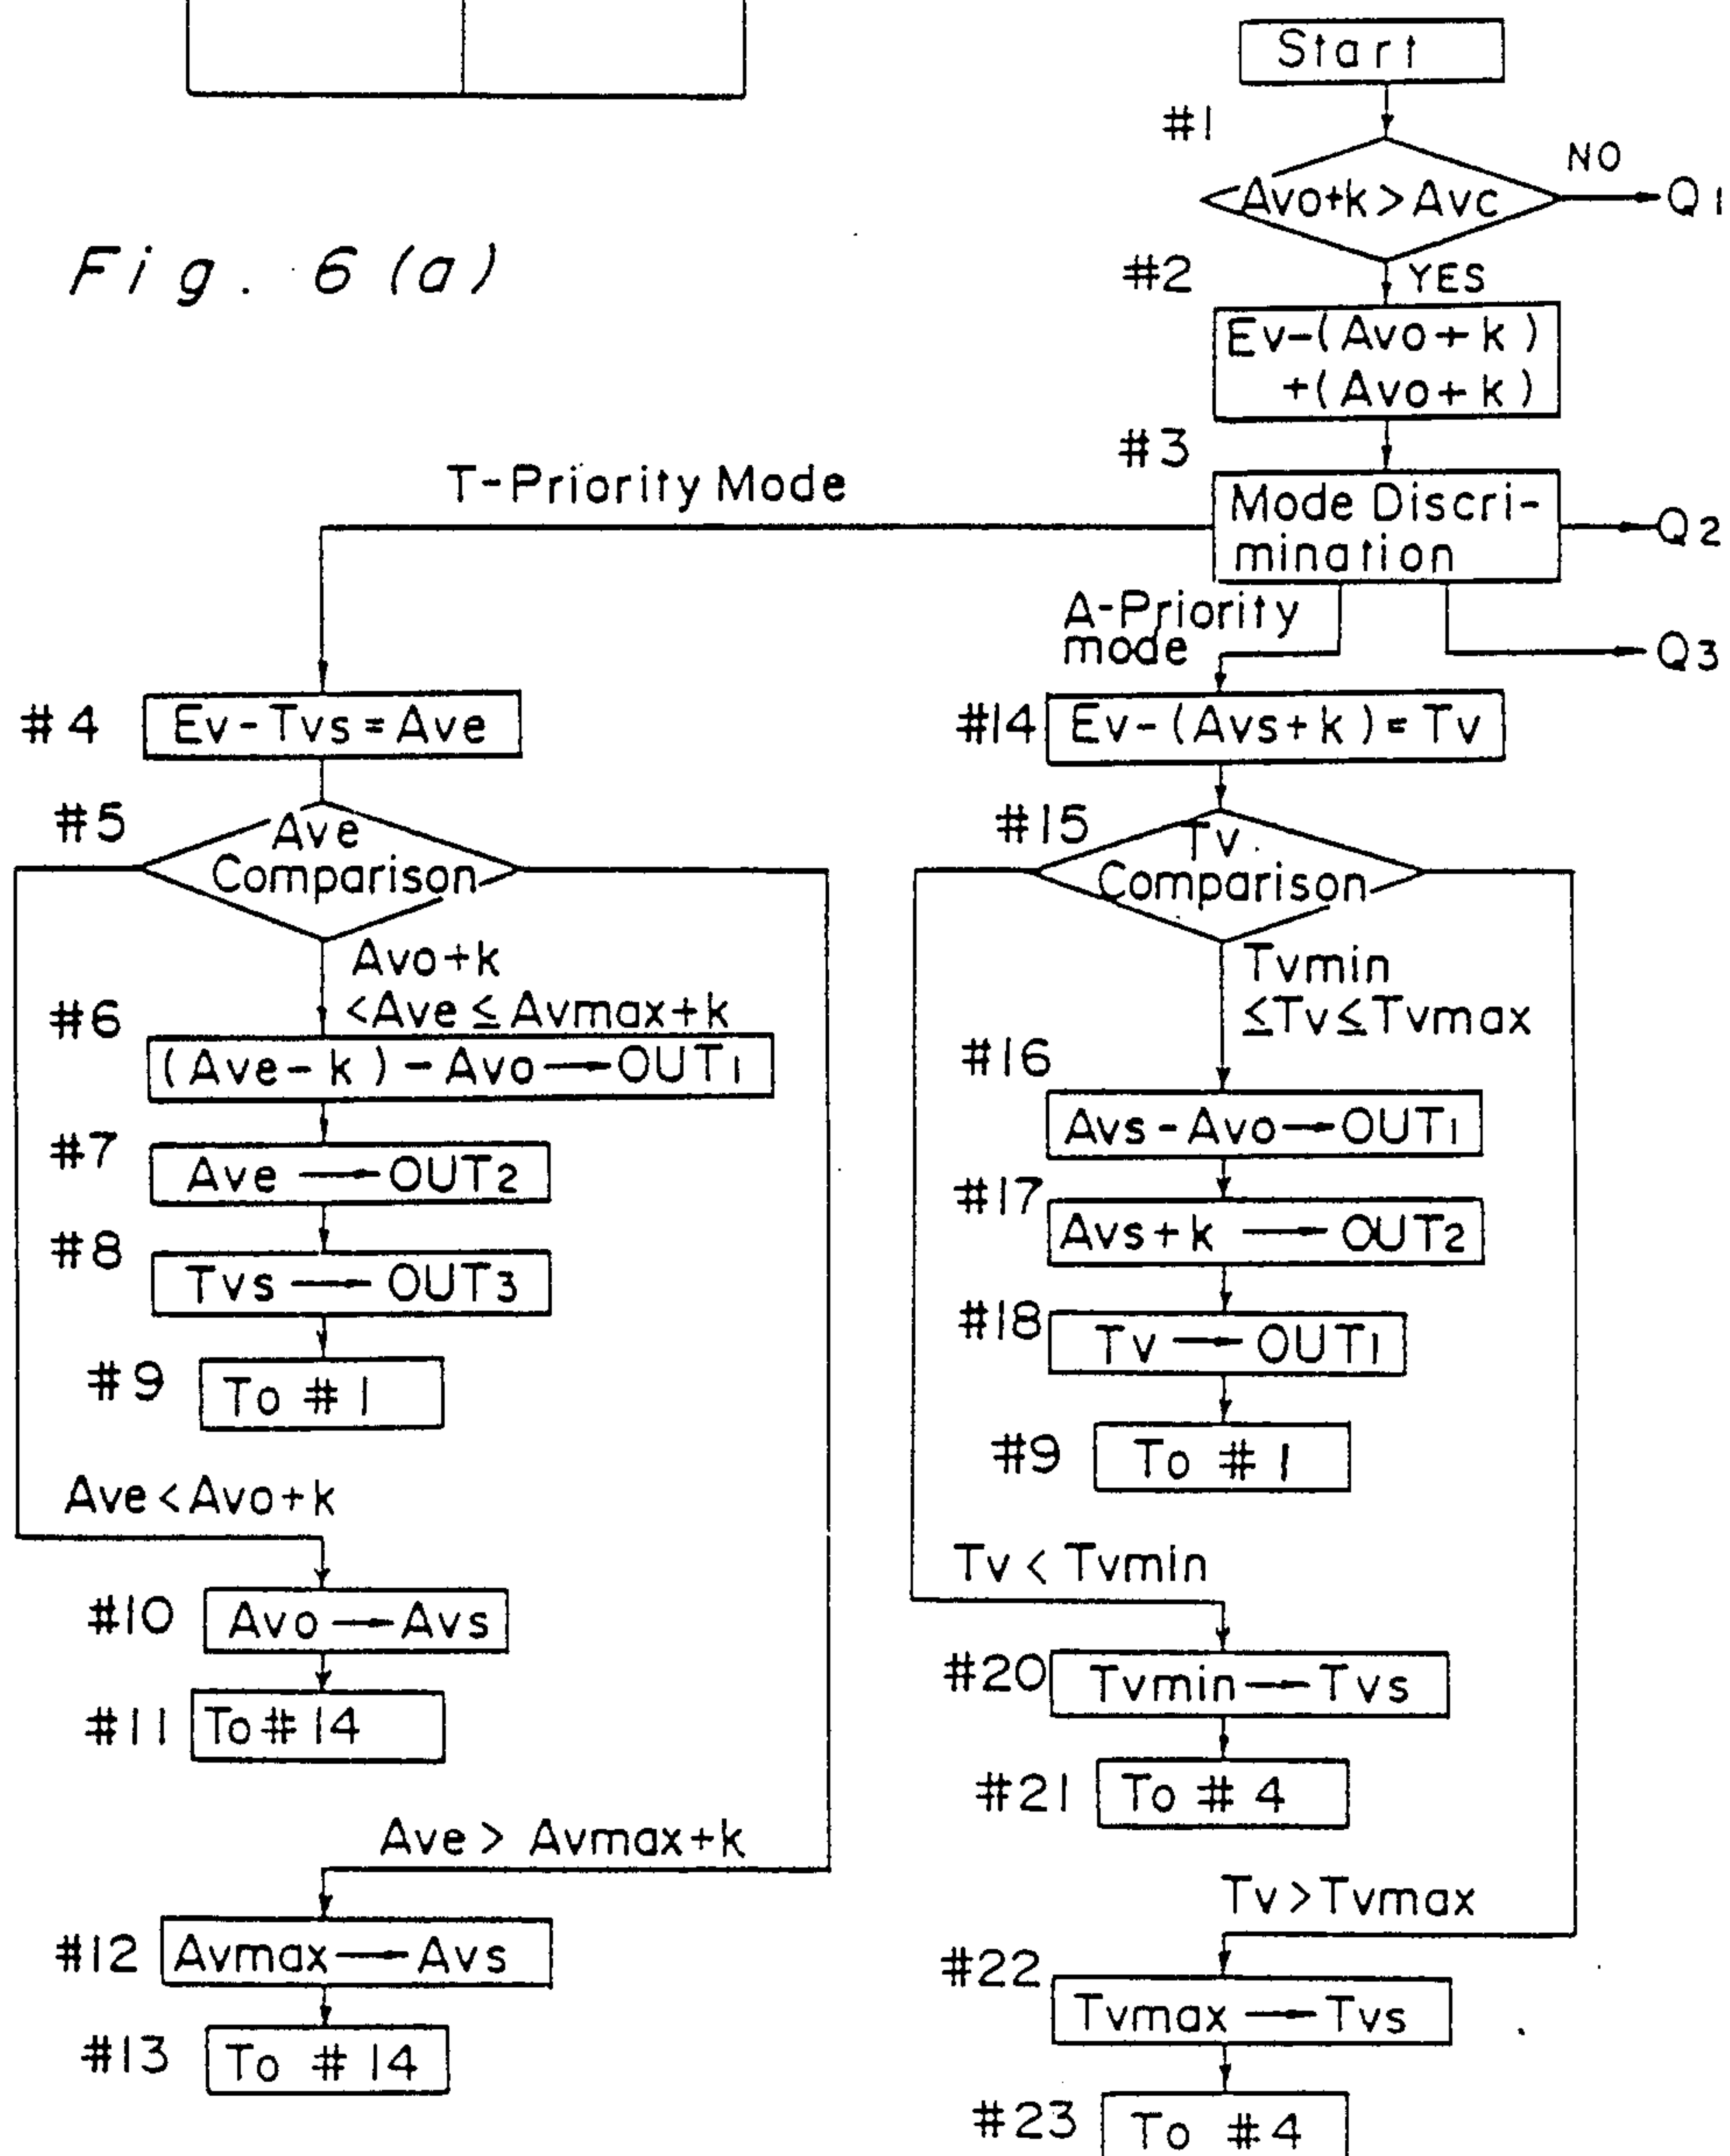 Fig. 6 (a)
Start
#1
Avo+k>Avc
NO
Q1
YES
#2
Ev-(Avo+k)
+(Avo+k)
#3
Mode Discri-
mination
Q2
Q3
T-Priority Mode
A-Priority
mode
#4
Ev-Tvs=Ave
#5
Ave
Comparison
Avo+k
<Ave≤Avmax+k
#6
(Ave-k)-Avo→OUT1
#7
Ave→OUT2
#8
Tvs→OUT3
#9
To #1
Ave<Avo+k
#10
Avo→Avs
#11
To #14
Ave> Avmax+k
#12
Avmax→Avs
#13
To #14
#14
Ev-(Avs+k)=Tv
#15
Tv
Comparison
Tvmin
≤Tv≤Tvmax
#16
Avs-Avo→OUT1
#17
Avs+k→OUT2
#18
Tv→OUT1
#9
To #1
Tv<Tvmin
#20
Tvmin→Tvs
#21
To #4
Tv>Tvmax
#22
Tvmax→Tvs
#23
To #4